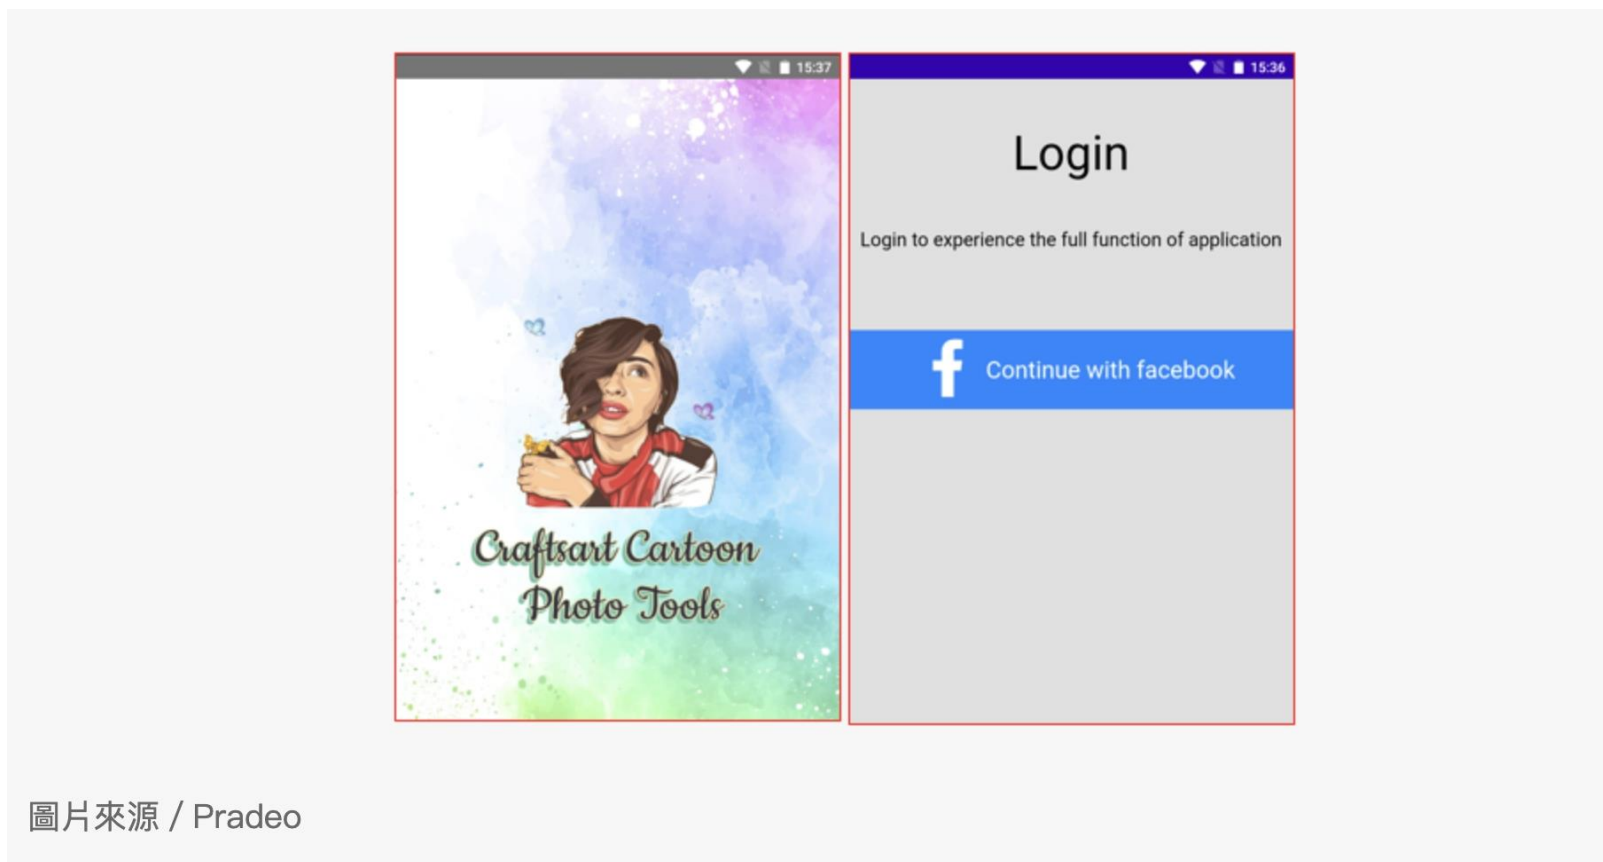 15:37
Craftsart Cartoon
Photo Tools
15:36
Login
Login to experience the full function of application
f Continue with facebook
圖片來源 / Pradeo